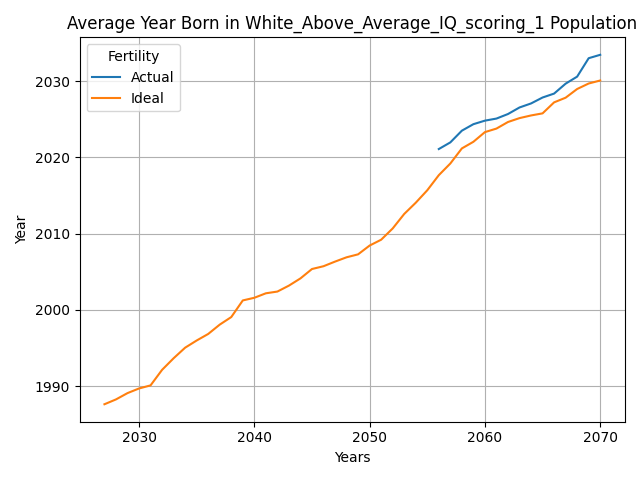 Average Year Born in White_Above_Average_IQ_scoring_1 Population
Fertility
Actual
Ideal
Year
2030
2020
2010
2000
1990
2030 2040 2050 2060 2070
Years